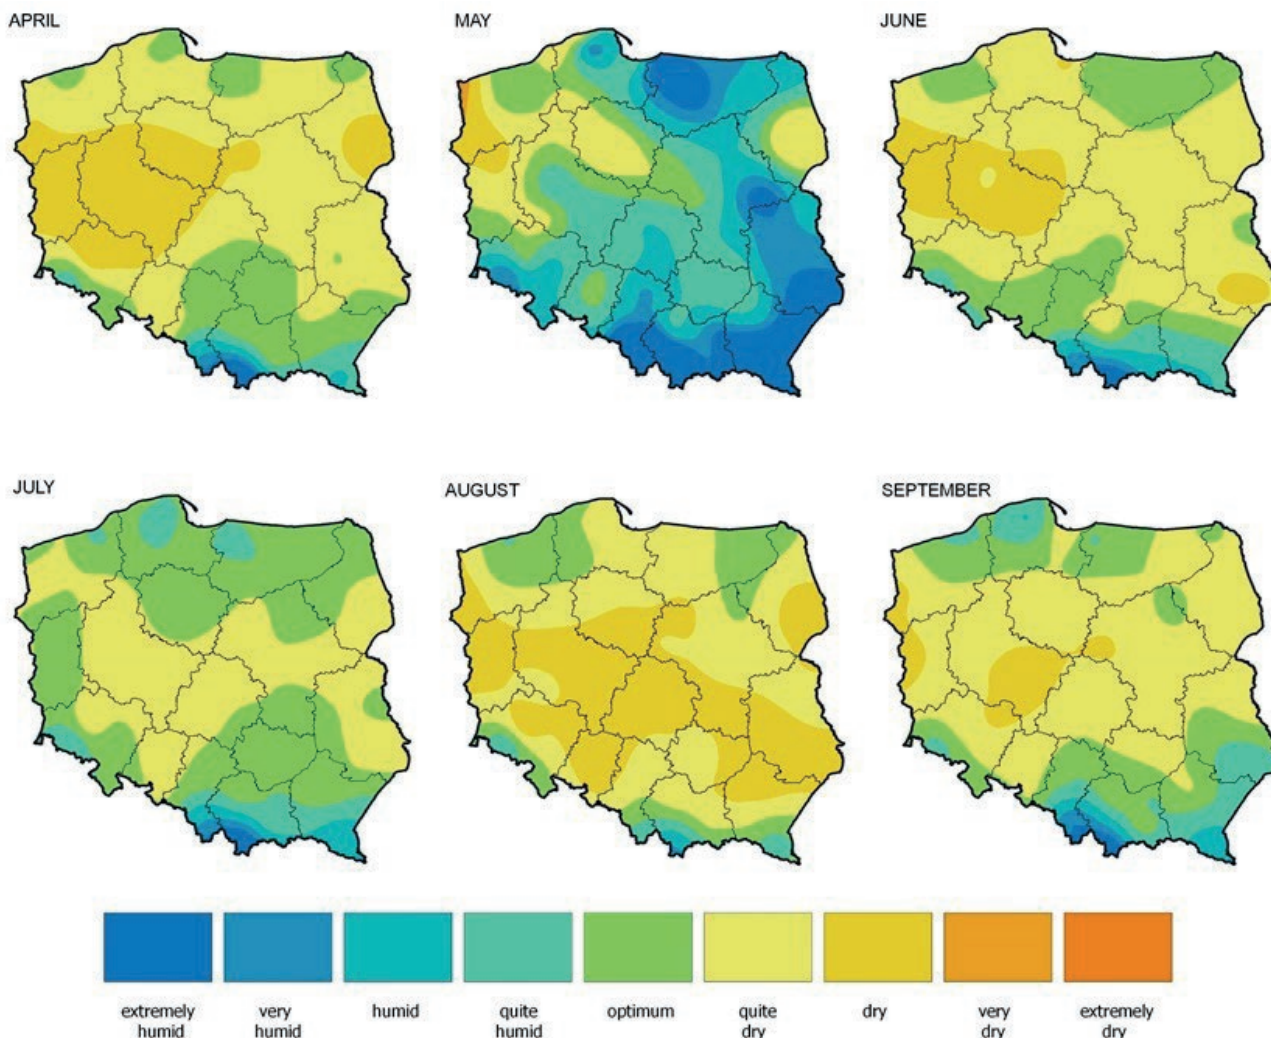 APRIL
MAY
JUNE
JULY
AUGUST
SEPTEMBER
extremely
humid
very
humid
humid
quite
humid
optimum
quite
dry
dry
very
dry
extremely
dry